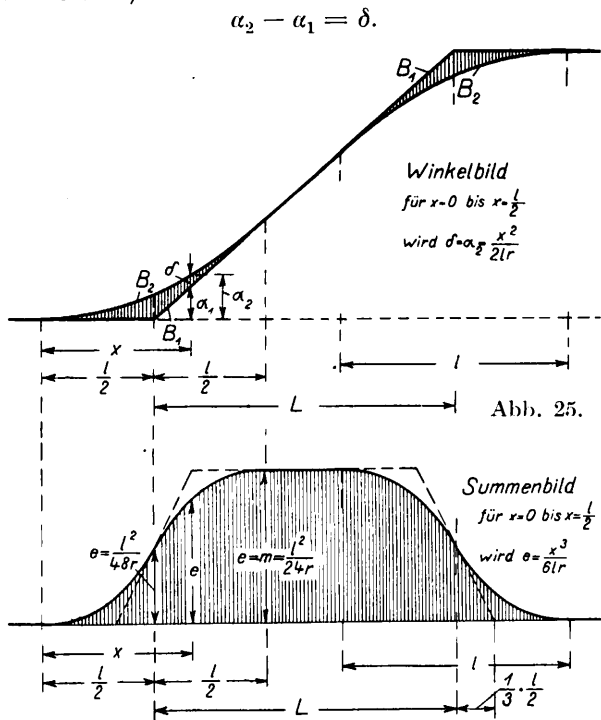 α₂ − α₁ = δ.
B₁
B₂
Winkelbild
für x=0 bis x=l/2
wird δ=α₂=x²/2lr
B₂
δ
α₁
α₂
B₁
x
l/2
l/2
l
L
Abb. 25.
Summenbild
für x=0 bis x=l/2
wird e=x³/6lr
e=l²/48r
e
e=m=l²/24r
x
l/2
l/2
l
L
1/3·l/2